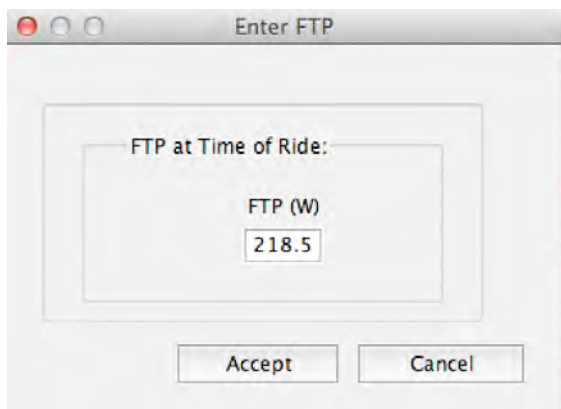 Enter FTP
FTP at Time of Ride:
FTP (W)
218.5
Accept Cancel